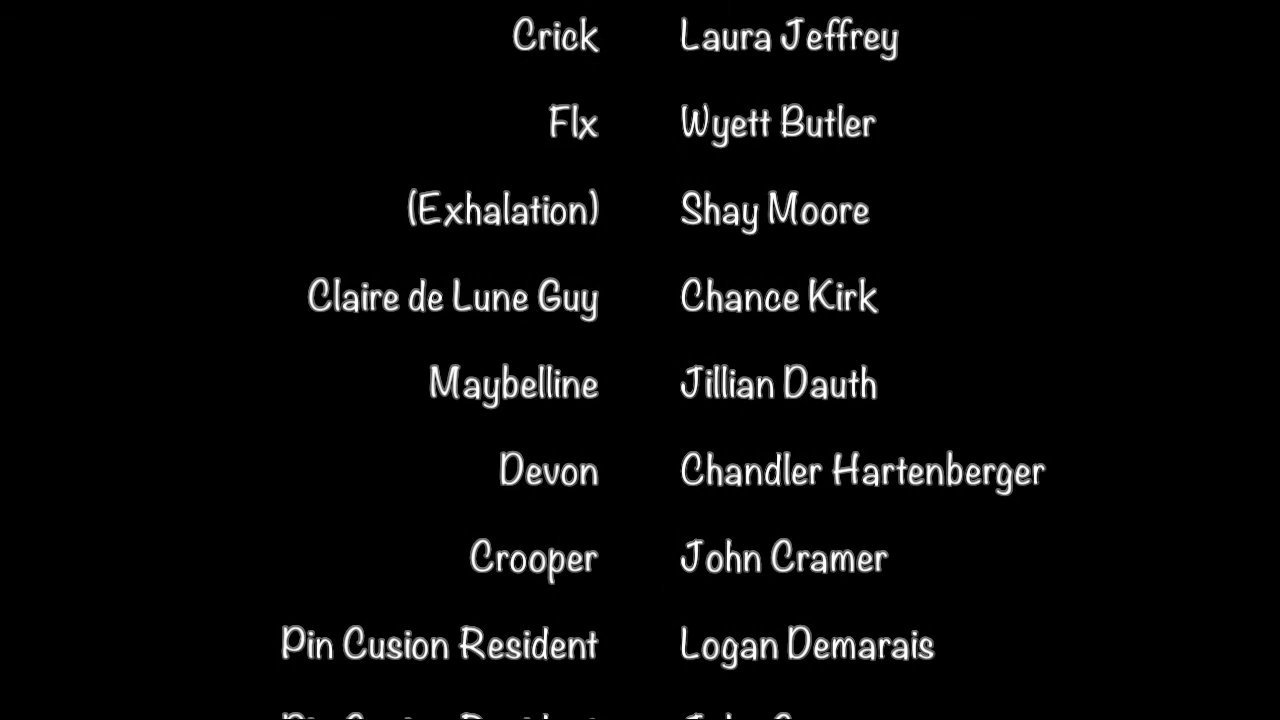 Crick Laura Jeffrey
Flx Wyett Butler
(Exhalation) Shay Moore
Claire de Lune Guy Chance Kirk
Maybelline Jillian Dauth
Devon Chandler Hartenberger
Crooper John Cramer
Pin Cusion Resident Logan Demarais